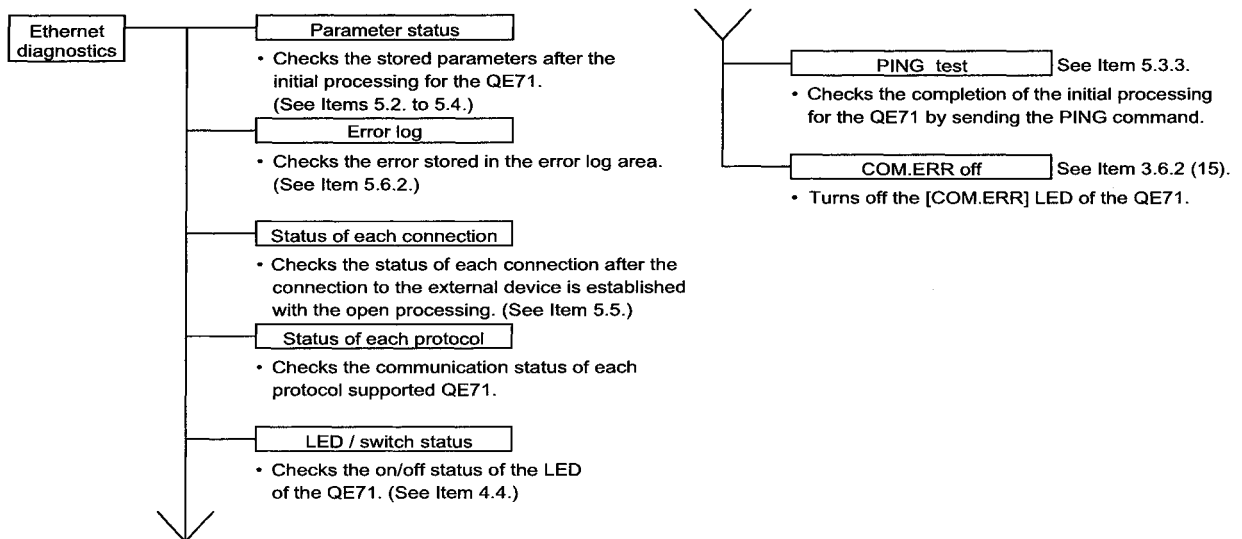 Ethernet
diagnostics
Parameter status
• Checks the stored parameters after the
initial processing for the QE71.
(See Items 5.2. to 5.4.)
Error log
• Checks the error stored in the error log area.
(See Item 5.6.2.)
Status of each connection
• Checks the status of each connection after the
connection to the external device is established
with the open processing. (See Item 5.5.)
Status of each protocol
• Checks the communication status of each
protocol supported QE71.
LED / switch status
• Checks the on/off status of the LED
of the QE71. (See Item 4.4.)
PING test See Item 5.3.3.
• Checks the completion of the initial processing
for the QE71 by sending the PING command.
COM.ERR off See Item 3.6.2 (15).
• Turns off the [COM.ERR] LED of the QE71.